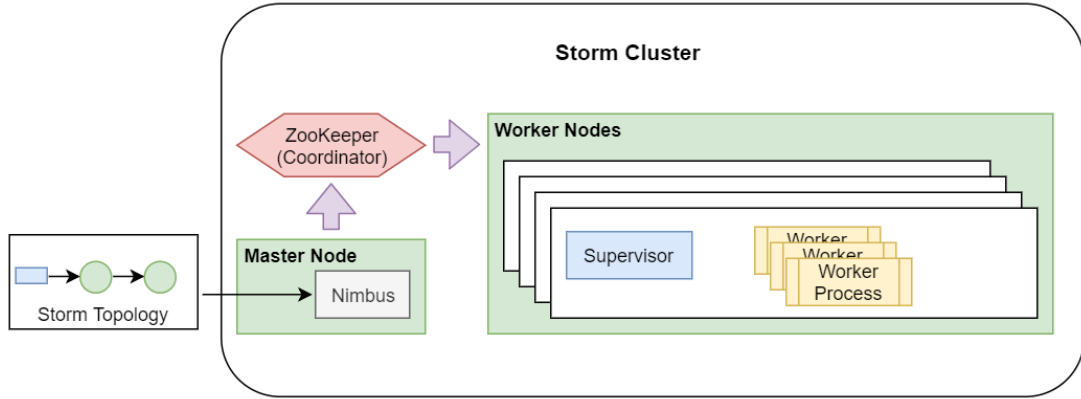 Storm Cluster
ZooKeeper
(Coordinator)
Worker Nodes
Master Node
Nimbus
Storm Topology
Supervisor
Worker
Worker
Worker
Process